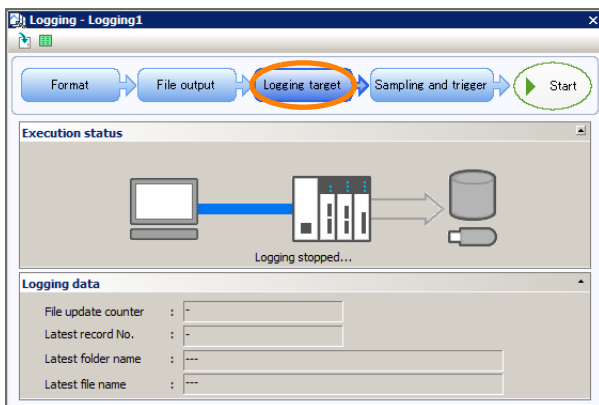 Logging - Logging1
Format
File output
Logging target
Sampling and trigger
Start
Execution status
Logging stopped...
Logging data
File update counter : -
Latest record No. : -
Latest folder name : ---
Latest file name : ---